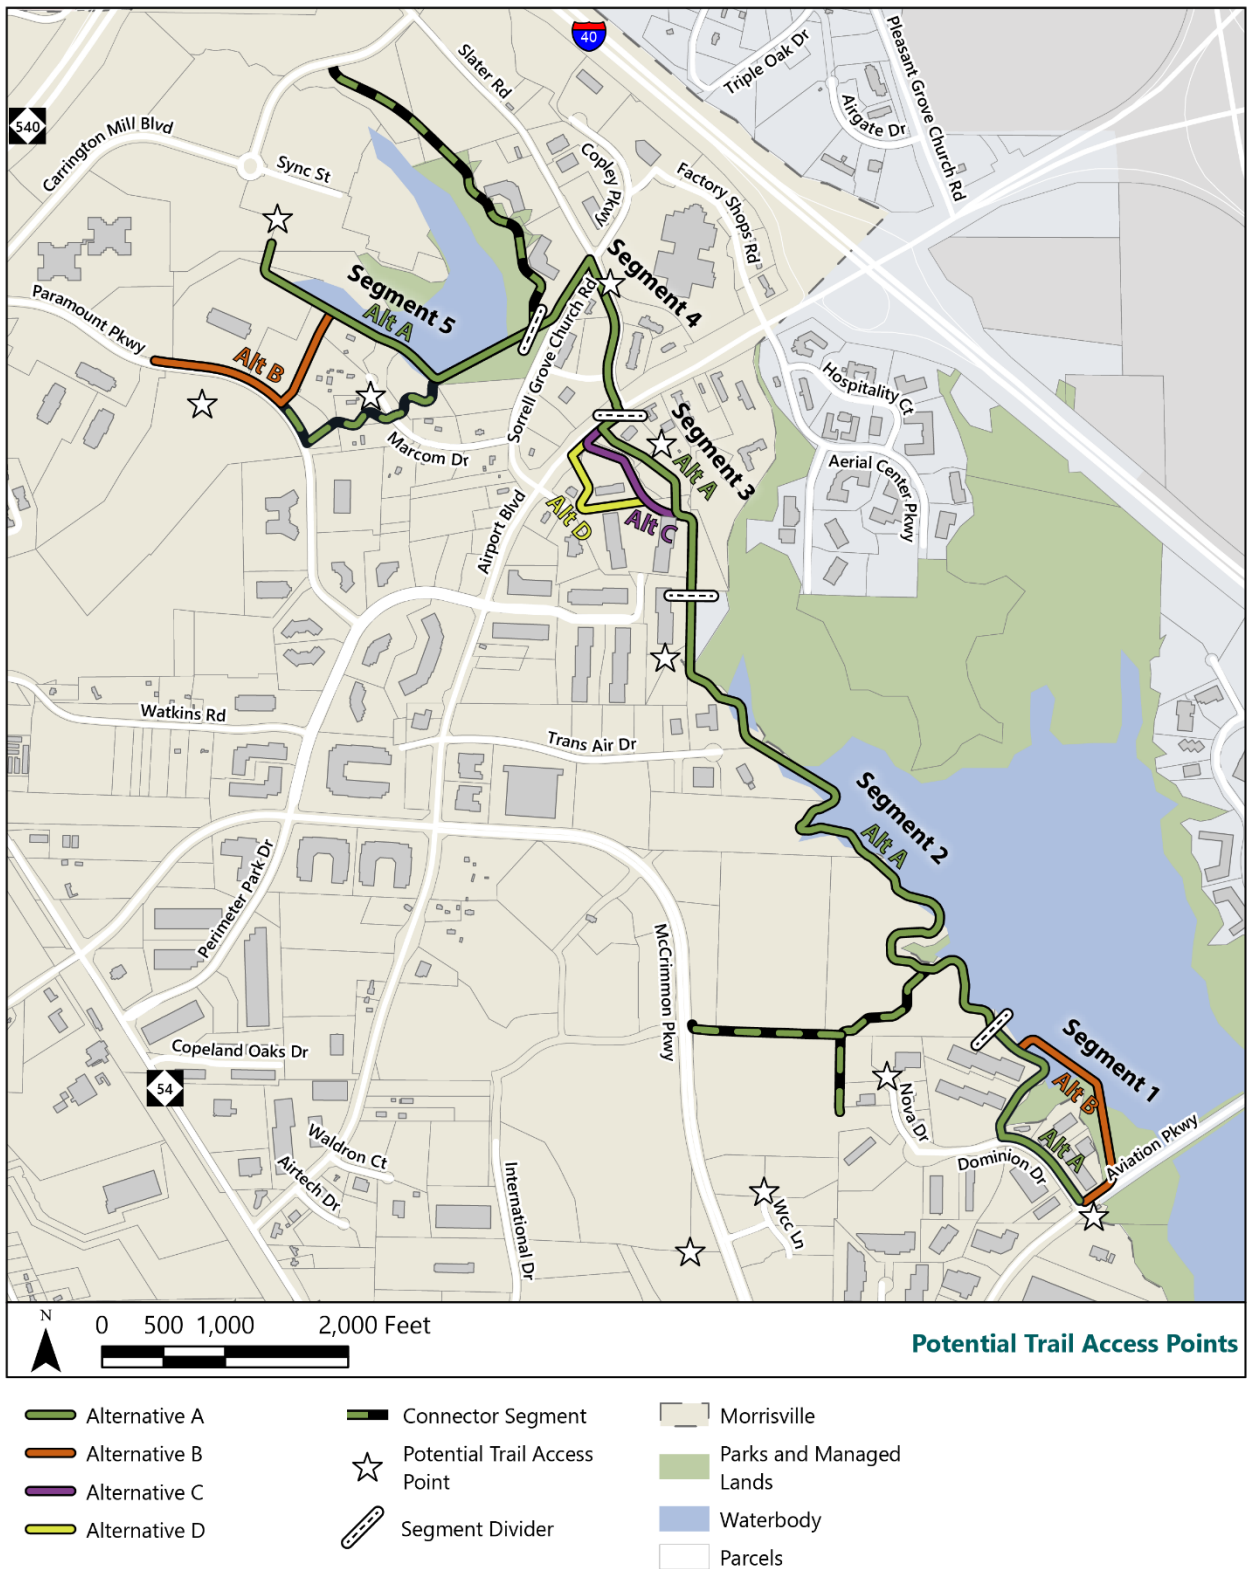 40
Slater Rd
Triple Oak Dr
Pleasant Grove Church Rd
Airgate Dr
540
Carrington Mill Blvd
Sync St
Copley Pkwy
Factory Shops Rd
Segment 4
Segment 5
Alt A
Paramount Pkwy
Alt B
Sorrell Grove Church Rd
Hospitality Ct
Marcom Dr
Segment 3
Alt A
Aerial Center Pkwy
Airport Blvd
Alt D
Alt C
Watkins Rd
Trans Air Dr
Segment 2
Alt A
Perimeter Park Dr
McCrimmon Pkwy
Copeland Oaks Dr
54
Segment 1
Alt B
Nova Dr
Alt A
Aviation Pkwy
Dominion Dr
Waldron Ct
Airtech Dr
International Dr
Wcc Ln
N
0 500 1,000 2,000 Feet
Potential Trail Access Points
Alternative A
Alternative B
Alternative C
Alternative D
Connector Segment
Potential Trail Access
Point
Segment Divider
Morrisville
Parks and Managed
Lands
Waterbody
Parcels